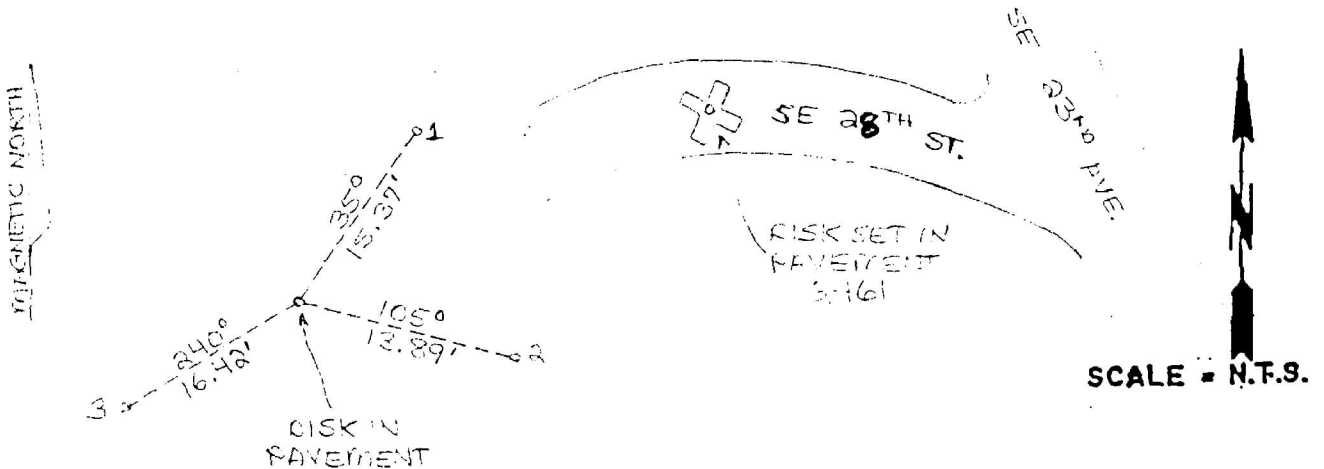 MAGNETIC NORTH
1
35°
15.37'
105°
13.89'
2
240°
16.42'
3
DISK IN
PAVEMENT
SE 28TH ST.
SE 23RD AVE.
DISK SET IN
PAVEMENT
N
SCALE = N.T.S.